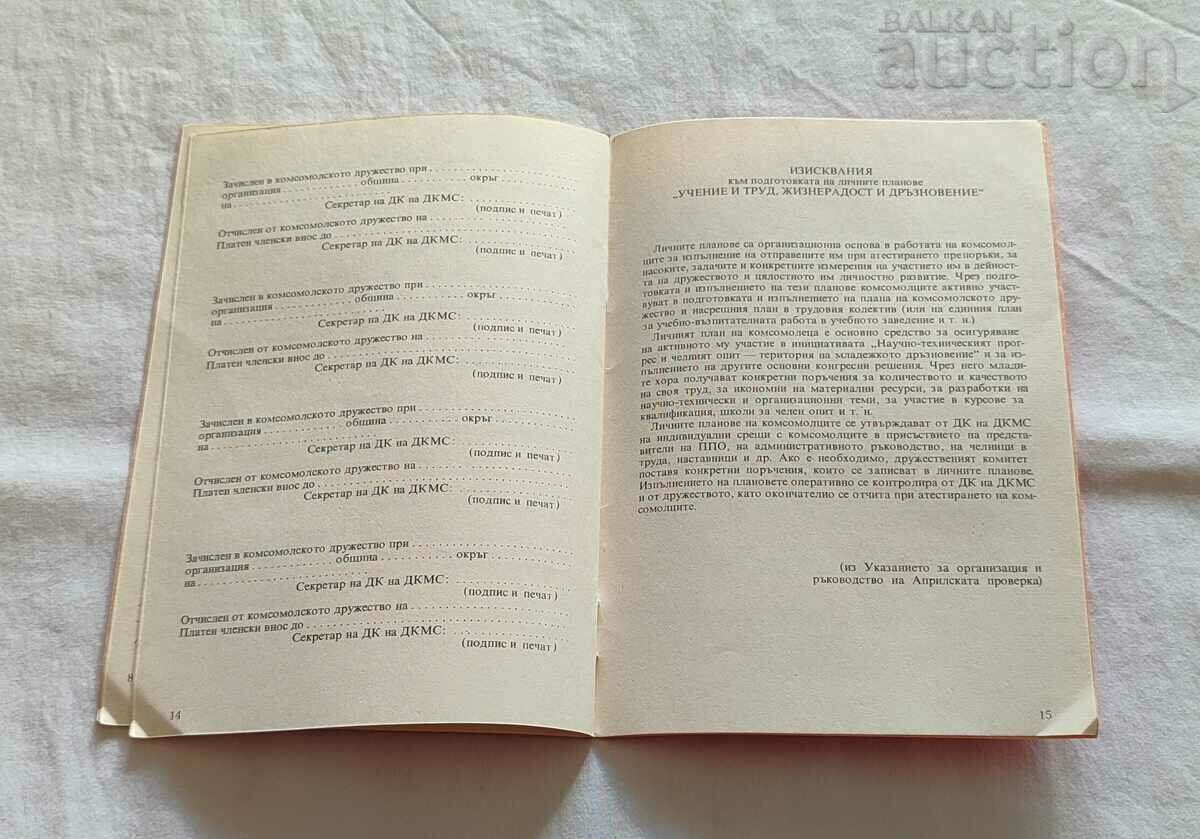 BALKAN
auction
Зачислен в комсомолското дружество при . . . . . . . . . . . . . . . . .
организация . . . . . . . . . . . . община . . . . . . . окръг . . . . . . . . .
на . . . . . . . . . . . . . Секретар на ДК на ДКМС: . . . . . . . . . . . . . .
(подпис и печат)
Отчислен от комсомолското дружество на . . . . . . . . . . . . . . . . .
Платен членски внос до . . . . . . . . . . . . . . . . . . . . . . . . . . . .
Секретар на ДК на ДКМС: . . . . . . . . . . . . . .
(подпис и печат)
Зачислен в комсомолското дружество при . . . . . . . . . . . . . . . . .
организация . . . . . . . . . . . . община . . . . . . . окръг . . . . . . . . .
на . . . . . . . . . . . . . Секретар на ДК на ДКМС: . . . . . . . . . . . . . .
(подпис и печат)
Отчислен от комсомолското дружество на . . . . . . . . . . . . . . . . .
Платен членски внос до . . . . . . . . . . . . . . . . . . . . . . . . . . . .
Секретар на ДК на ДКМС: . . . . . . . . . . . . . .
(подпис и печат)
Зачислен в комсомолското дружество при . . . . . . . . . . . . . . . . .
организация . . . . . . . . . . . . община . . . . . . . окръг . . . . . . . . .
на . . . . . . . . . . . . . Секретар на ДК на ДКМС: . . . . . . . . . . . . . .
(подпис и печат)
Отчислен от комсомолското дружество на . . . . . . . . . . . . . . . . .
Платен членски внос до . . . . . . . . . . . . . . . . . . . . . . . . . . . .
Секретар на ДК на ДКМС: . . . . . . . . . . . . . .
(подпис и печат)
Зачислен в комсомолското дружество при . . . . . . . . . . . . . . . . .
организация . . . . . . . . . . . . община . . . . . . . окръг . . . . . . . . .
на . . . . . . . . . . . . . Секретар на ДК на ДКМС: . . . . . . . . . . . . . .
(подпис и печат)
Отчислен от комсомолското дружество на . . . . . . . . . . . . . . . . .
Платен членски внос до . . . . . . . . . . . . . . . . . . . . . . . . . . . .
Секретар на ДК на ДКМС: . . . . . . . . . . . . . .
(подпис и печат)
8
14
ИЗИСКВАНИЯ
към подготовката на личните планове
„УЧЕНИЕ И ТРУД, ЖИЗНЕРАДОСТ И ДРЪЗНОВЕНИЕ“
Личните планове са организационна основа в работата на комсомол-
ците за изпълнение на отправените им при атестирането препоръки, за
насоките, задачите и конкретните измерения на участието им в дейност-
та на дружеството и цялостното им личностно развитие. Чрез подго-
товката и изпълнението на тези планове комсомолците активно участ-
вуват в подготовката и изпълнението на плана на комсомолското дру-
жество и насрещния план в трудовия колектив (или на единния план
за учебно-възпитателната работа в учебното заведение и т. н.)
Личният план на комсомолеца е основно средство за осигуряване
на активното му участие в инициативата „Научно-техническият прог-
рес и челният опит — територия на младежкото дръзновение“ и за из-
пълнението на другите основни конгресни решения. Чрез него млади-
те хора получават конкретни поръчения за количеството и качеството
на своя труд, за икономии на материални ресурси, за разработки на
научно-технически и организационни теми, за участие в курсове за
квалификация, школи за челен опит и т. н.
Личните планове на комсомолците се утвърждават от ДК на ДКМС
на индивидуални срещи с комсомолците в присъствието на предста-
вители на ППО, на административното ръководство, на челници в
труда, наставници и др. Ако е необходимо, дружественият комитет
поставя конкретни поръчения, които се записват в личните планове.
Изпълнението на плановете оперативно се контролира от ДК на ДКМС
и от дружеството, като окончателно се отчита при атестирането на ком-
сомолците.
(из Указанието за организация и
ръководство на Априлската проверка)
15